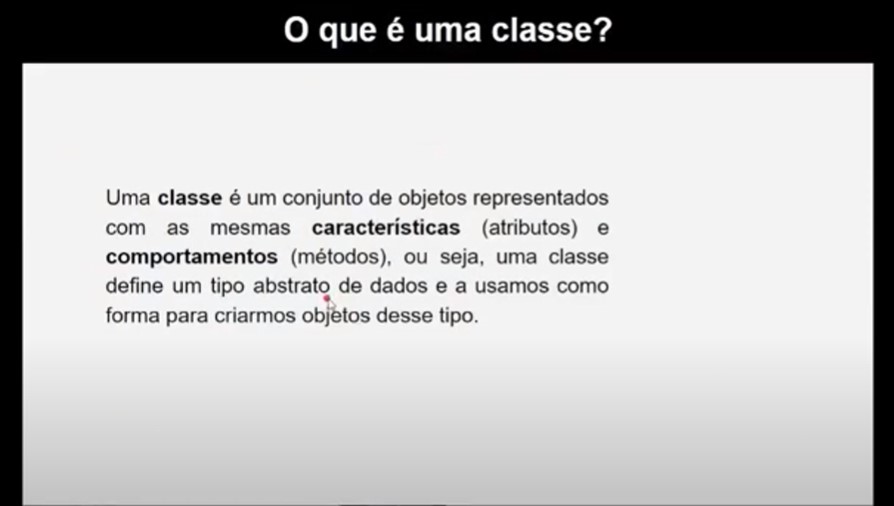 O que é uma classe?
Uma classe é um conjunto de objetos representados
com as mesmas características (atributos) e
comportamentos (métodos), ou seja, uma classe
define um tipo abstrato de dados e a usamos como
forma para criarmos objetos desse tipo.